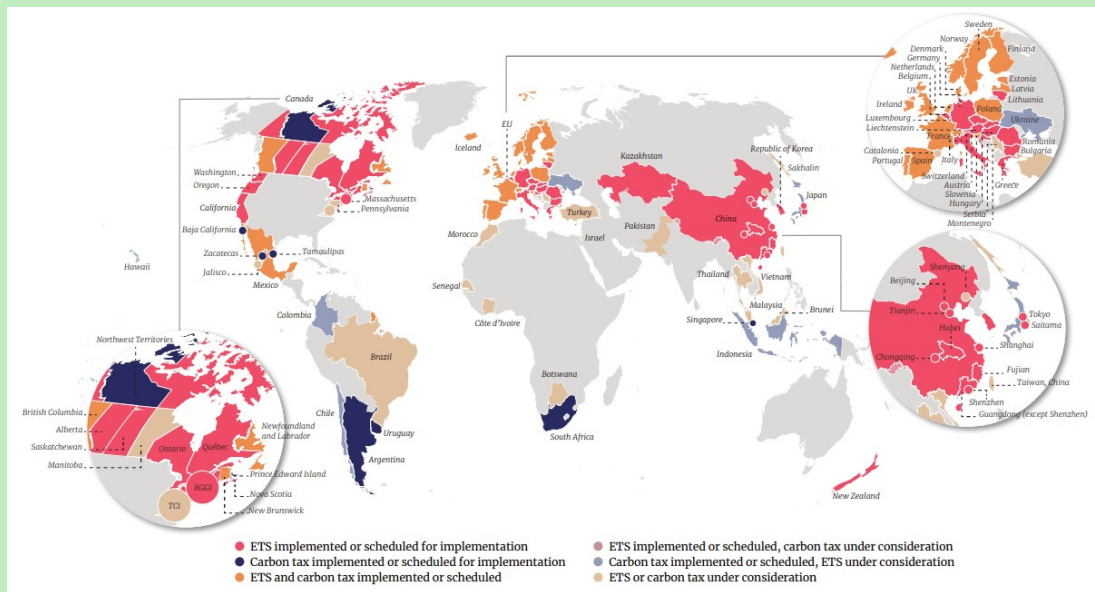 Canada
Washington
Oregon
California
Baja California
Zacatecas
Jalisco
Mexico
Tamaulipas
Massachusetts
Pennsylvania
Hawaii
Colombia
Brazil
Chile
Uruguay
Argentina
Iceland
EU
Morocco
Senegal
Côte d'Ivoire
Botswana
South Africa
Turkey
Israel
Kazakhstan
Pakistan
China
Republic of Korea
Sakhalin
Japan
Thailand
Vietnam
Malaysia
Brunei
Singapore
Indonesia
New Zealand
Sweden
Norway
Denmark
Germany
Netherlands
Belgium
UK
Ireland
Luxembourg
Liechtenstein
France
Catalonia
Portugal
Spain
Italy
Switzerland
Austria
Slovenia
Hungary
Serbia
Montenegro
Greece
Finland
Estonia
Latvia
Lithuania
Poland
Ukraine
Romania
Bulgaria
Northwest Territories
British Columbia
Alberta
Saskatchewan
Manitoba
Ontario
Québec
Newfoundland
and Labrador
Prince Edward Island
Nova Scotia
New Brunswick
RGGI
TCI
Shenyang
Beijing
Tianjin
Hubei
Chongqing
Tokyo
Saitama
Shanghai
Fujian
Taiwan, China
Shenzhen
Guangdong (except Shenzhen)
ETS implemented or scheduled for implementation
Carbon tax implemented or scheduled for implementation
ETS and carbon tax implemented or scheduled
ETS implemented or scheduled, carbon tax under consideration
Carbon tax implemented or scheduled, ETS under consideration
ETS or carbon tax under consideration